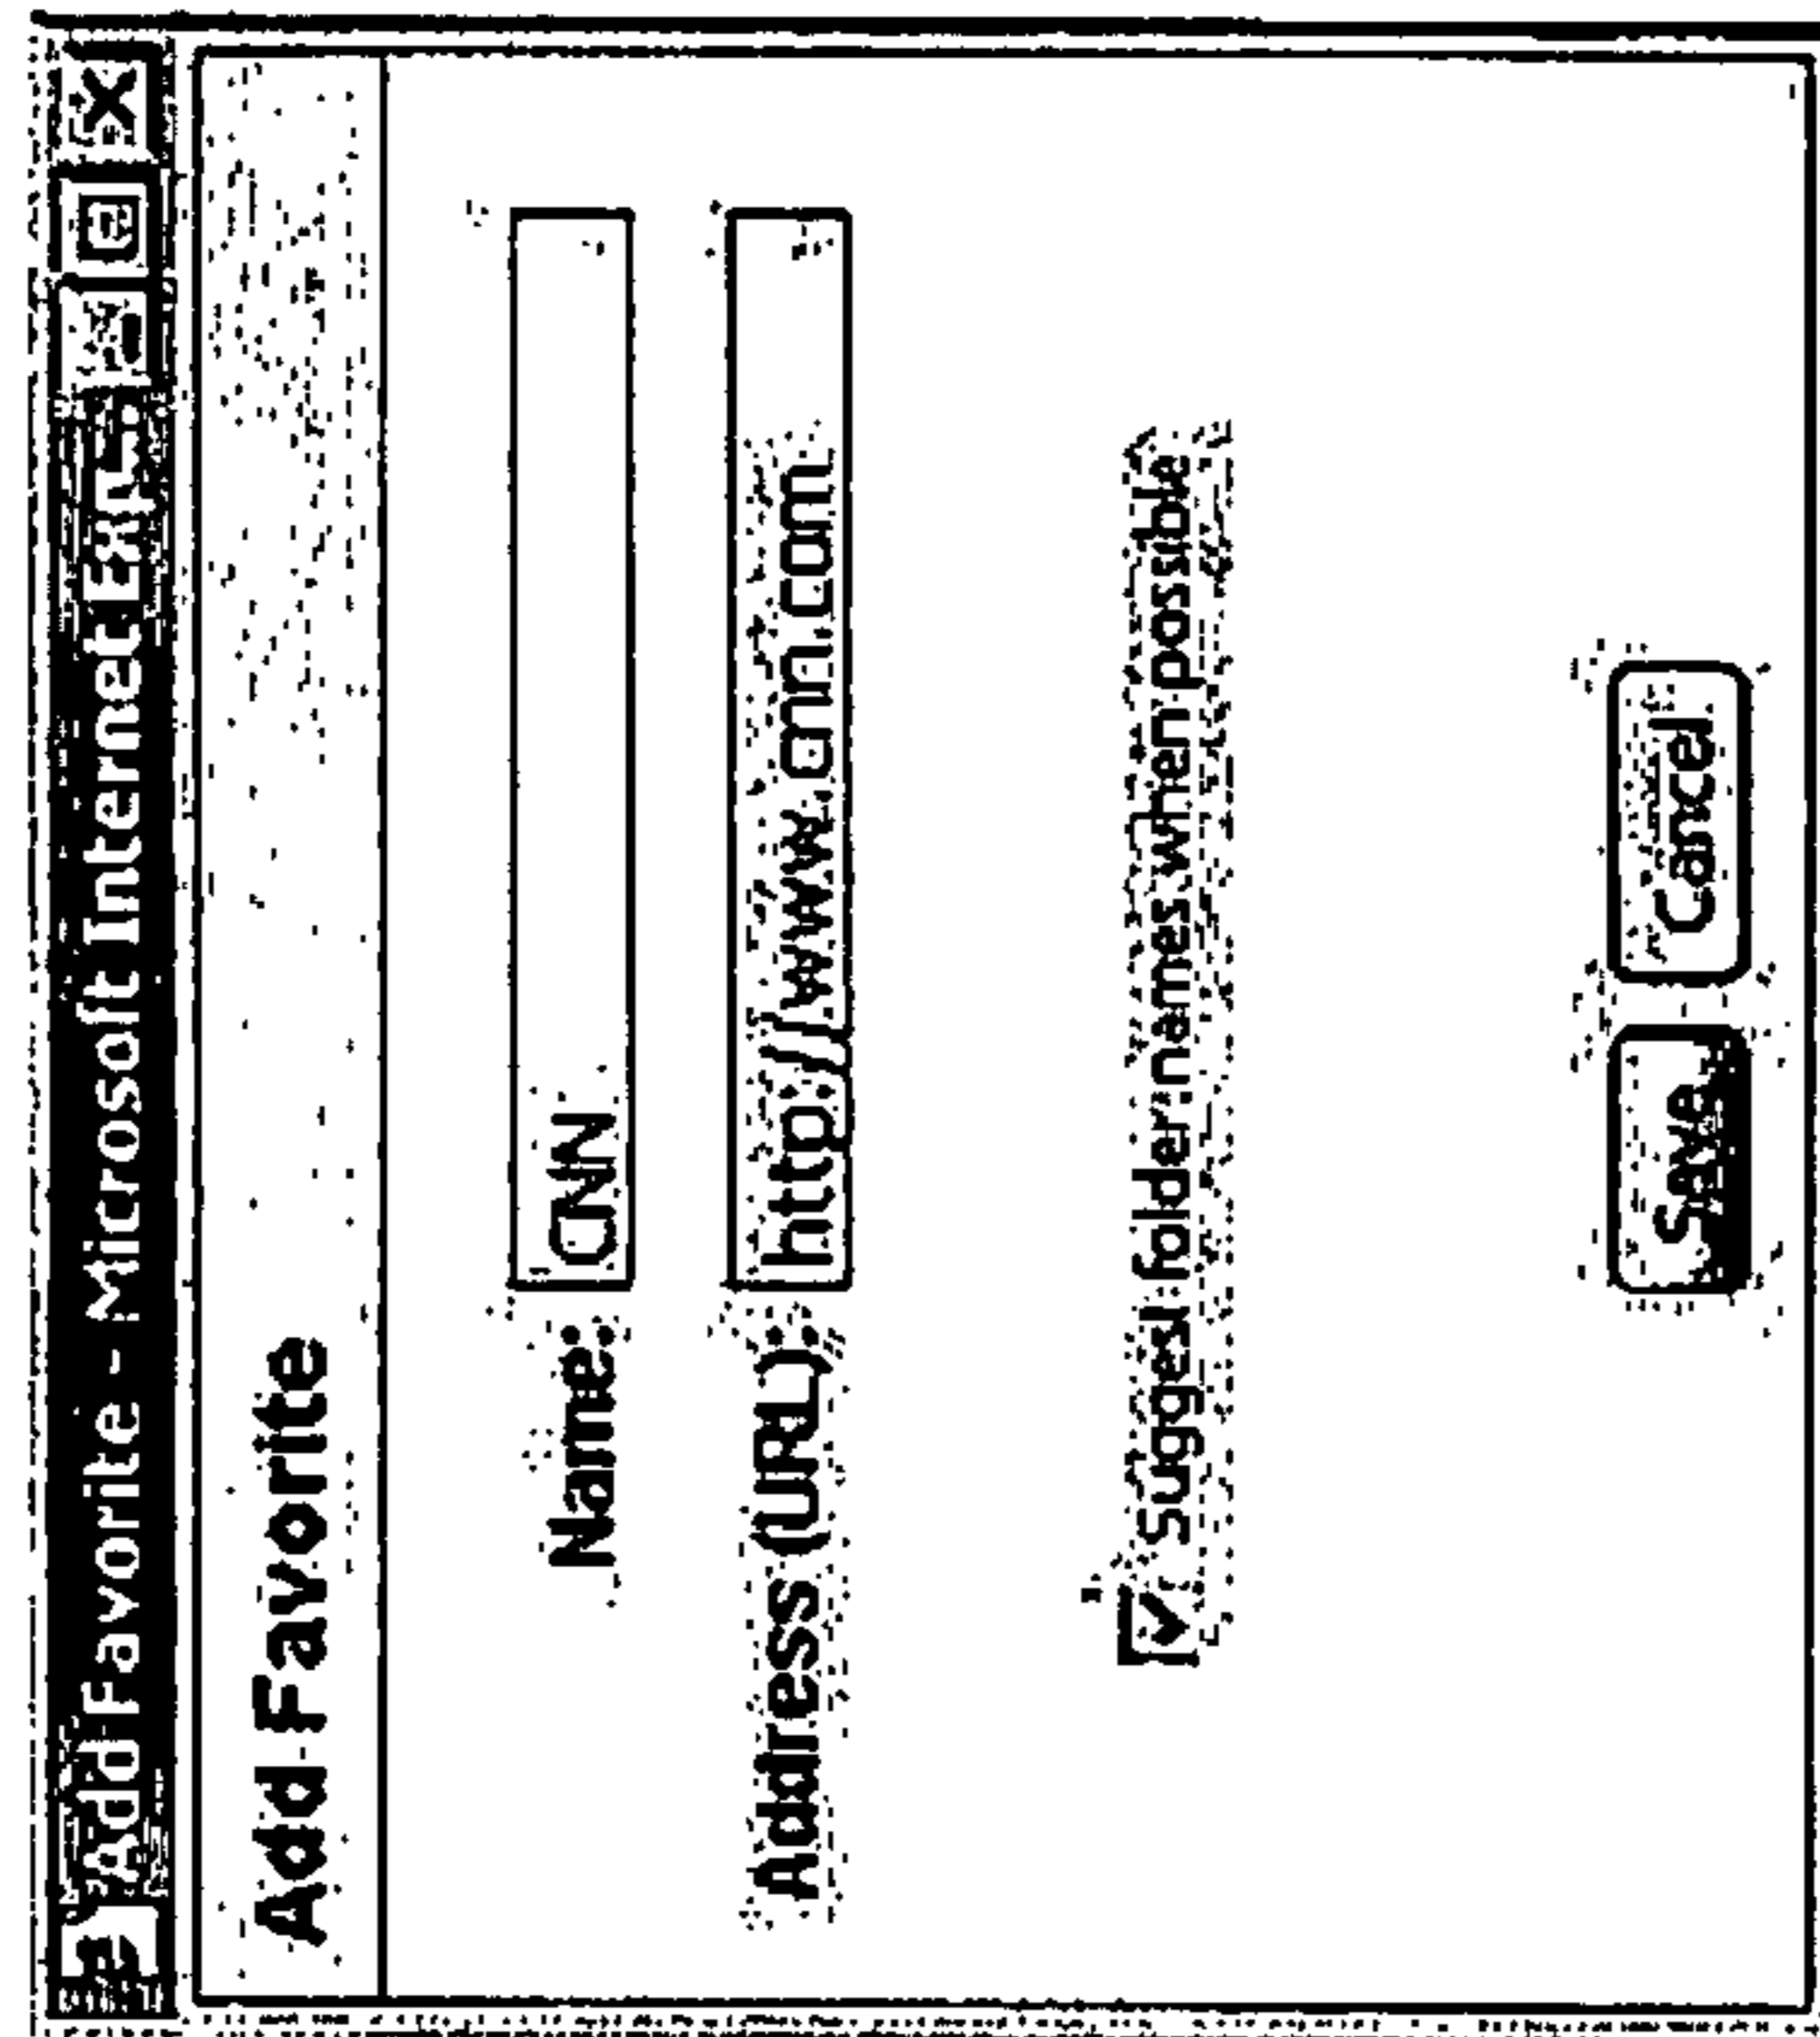 Add Favorite - Microsoft Internet
Add Favorite
Name: CNN
Address (URL): http://www.cnn.com
Suggest folder names when possible
Save Cancel